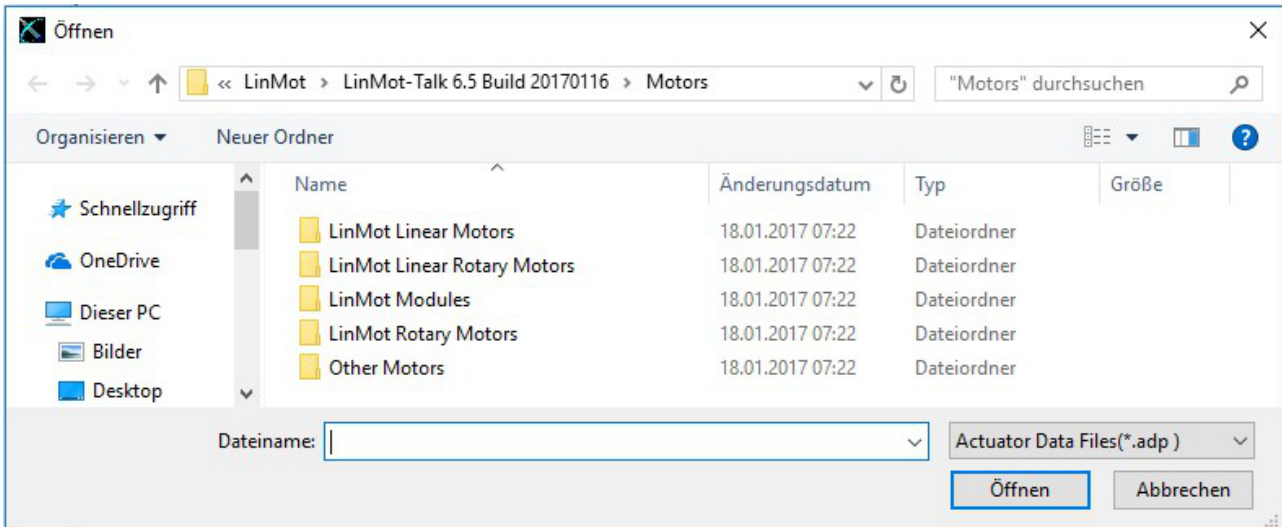 Öffnen
« LinMot > LinMot-Talk 6.5 Build 20170116 > Motors
"Motors" durchsuchen
Organisieren
Neuer Ordner
Name
Änderungsdatum
Typ
Größe
Schnellzugriff
OneDrive
Dieser PC
Bilder
Desktop
LinMot Linear Motors 18.01.2017 07:22 Dateiordner
LinMot Linear Rotary Motors 18.01.2017 07:22 Dateiordner
LinMot Modules 18.01.2017 07:22 Dateiordner
LinMot Rotary Motors 18.01.2017 07:22 Dateiordner
Other Motors 18.01.2017 07:22 Dateiordner
Dateiname:
Actuator Data Files(*.adp )
Öffnen
Abbrechen